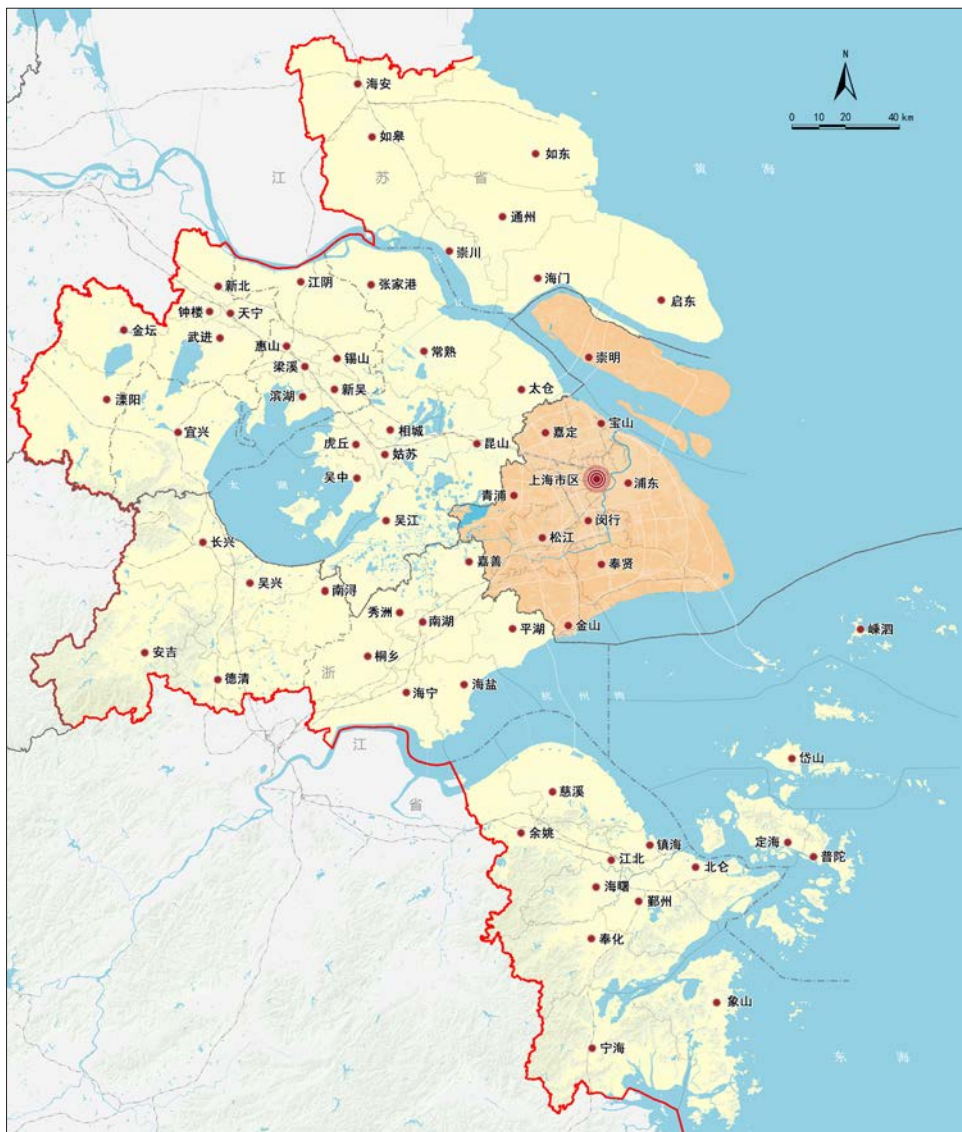 N
0 10 20 40 km
海安
如皋
如东
黄 海
江 苏 省
通州
崇川
海门
启东
新北
江阴
张家港
钟楼
天宁
金坛
武进
惠山
锡山
常熟
崇明
梁溪
新吴
太仓
溧阳
滨湖
宝山
宜兴
相城
嘉定
虎丘
姑苏
昆山
吴中
上海市区
浦东
太 湖
青浦
吴江
闵行
长兴
松江
嘉善
奉贤
吴兴
南浔
秀洲
南湖
平湖
金山
嵊泗
安吉
桐乡
浙
德清
海宁
海盐
杭 州 湾
江
岱山
慈溪
省
余姚
镇海
定海
江北
北仑
普陀
海曙
鄞州
奉化
象山
宁海
东 海